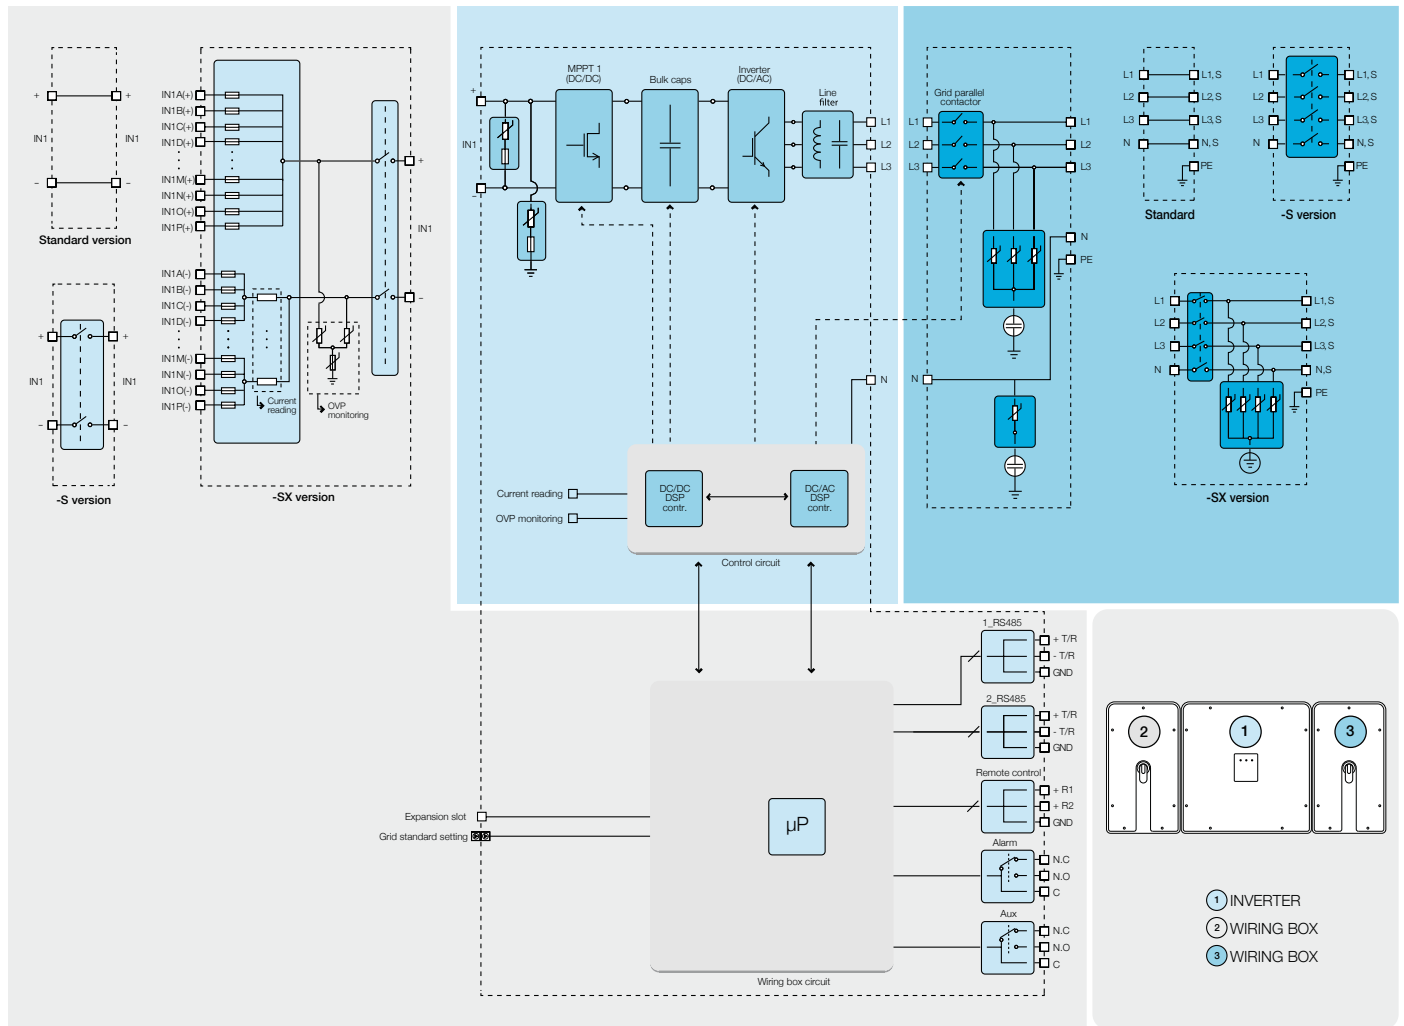 +
+
IN1
IN1
−
−
Standard version
+
+
IN1
IN1
−
−
-S version
IN1A(+)
IN1B(+)
IN1C(+)
IN1D(+)
IN1M(+)
IN1N(+)
IN1O(+)
IN1P(+)
IN1A(-)
IN1B(-)
IN1C(-)
IN1D(-)
IN1M(-)
IN1N(-)
IN1O(-)
IN1P(-)
Current
reading
OVP
monitoring
+
IN1
−
-SX version
+
IN1
−
MPPT 1
(DC/DC)
Bulk caps
Inverter
(DC/AC)
Line
filter
L1
L2
L3
N
Current reading
OVP monitoring
DC/DC
DSP
contr.
DC/AC
DSP
contr.
Control circuit
Grid parallel
contactor
L1
L2
L3
N
L1
L2
L3
N
PE
L1
L2
L3
N
L1, S
L2, S
L3, S
N, S
PE
Standard
L1
L2
L3
N
L1, S
L2, S
L3, S
N, S
PE
-S version
L1
L2
L3
N
L1, S
L2, S
L3, S
N,S
PE
-SX version
Expansion slot
Grid standard setting
µP
Wiring box circuit
1_RS485
+ T/R
- T/R
GND
2_RS485
+ T/R
- T/R
GND
Remote control
+ R1
+ R2
GND
Alarm
N.C
N.O
C
Aux
N.C
N.O
C
2
1
3
1 INVERTER
2 WIRING BOX
3 WIRING BOX